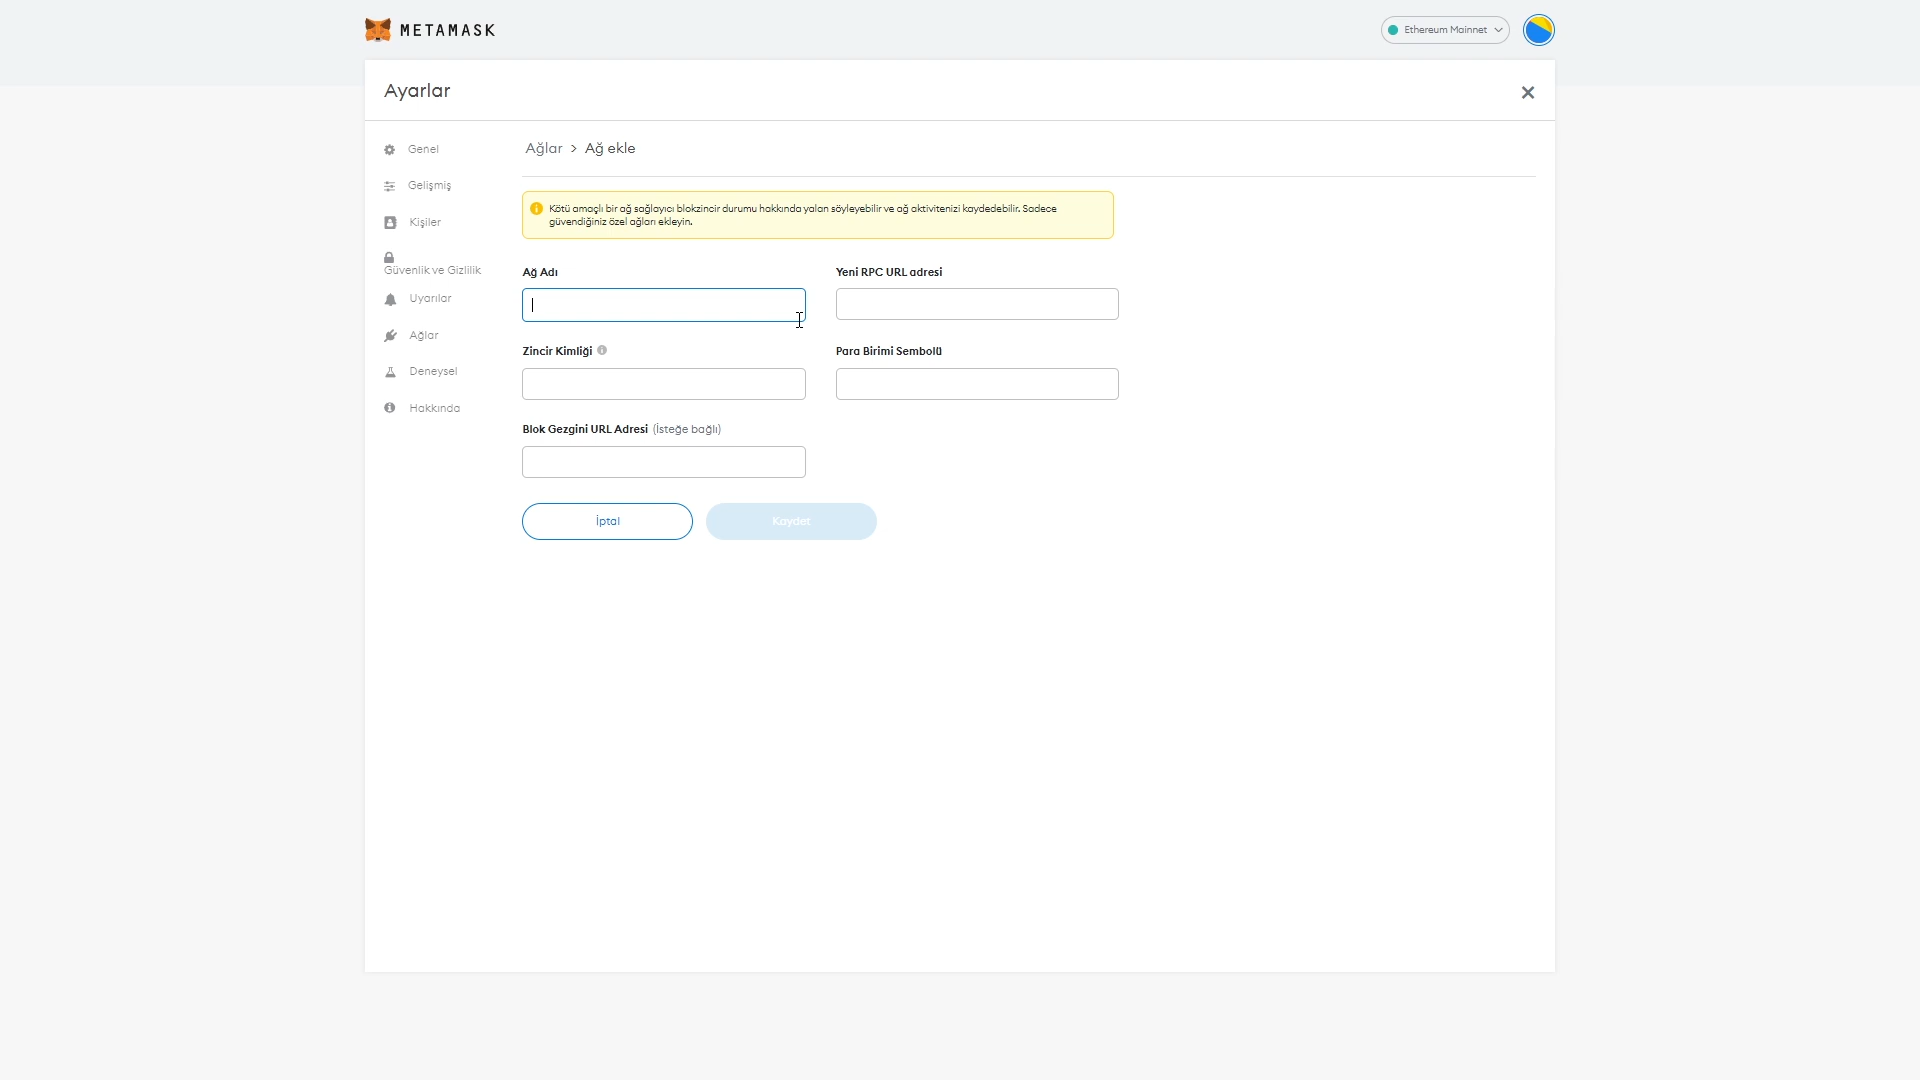 METAMASK
Ethereum Mainnet
Ayarlar
Genel
Gelişmiş
Kişiler
Güvenlik ve Gizlilik
Uyarılar
Ağlar
Deneysel
Hakkında
Ağlar > Ağ ekle
Kötü amaçlı bir ağ sağlayıcı blokzincir durumu hakkında yalan söyleyebilir ve ağ aktivitenizi kaydedebilir. Sadece
güvendiğiniz özel ağları ekleyin.
Ağ Adı
Yeni RPC URL adresi
Zincir Kimliği
Para Birimi Sembolü
Blok Gezgini URL Adresi (İsteğe bağlı)
İptal
Kaydet